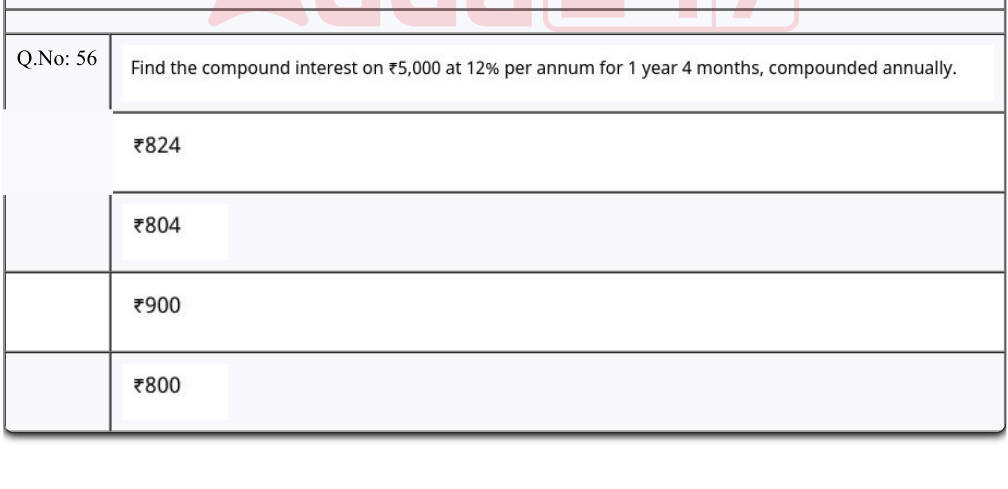 Q.No: 56
Find the compound interest on ₹5,000 at 12% per annum for 1 year 4 months, compounded annually.
₹824
₹804
₹900
₹800